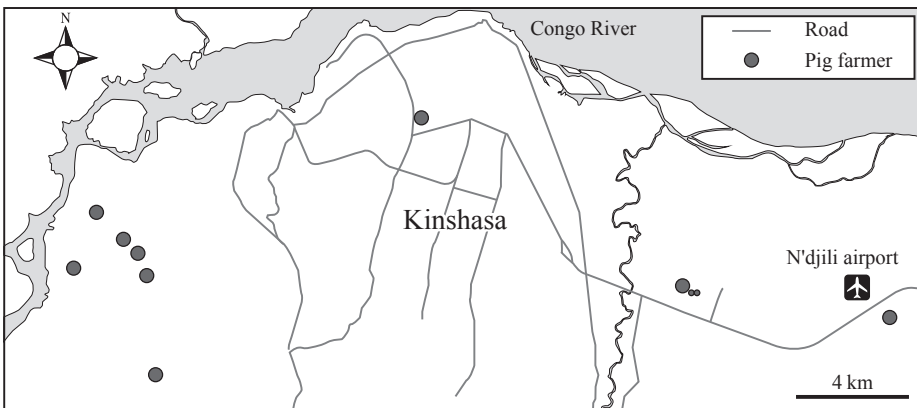 N
Congo River
Road
Pig farmer
Kinshasa
N'djili airport
4 km